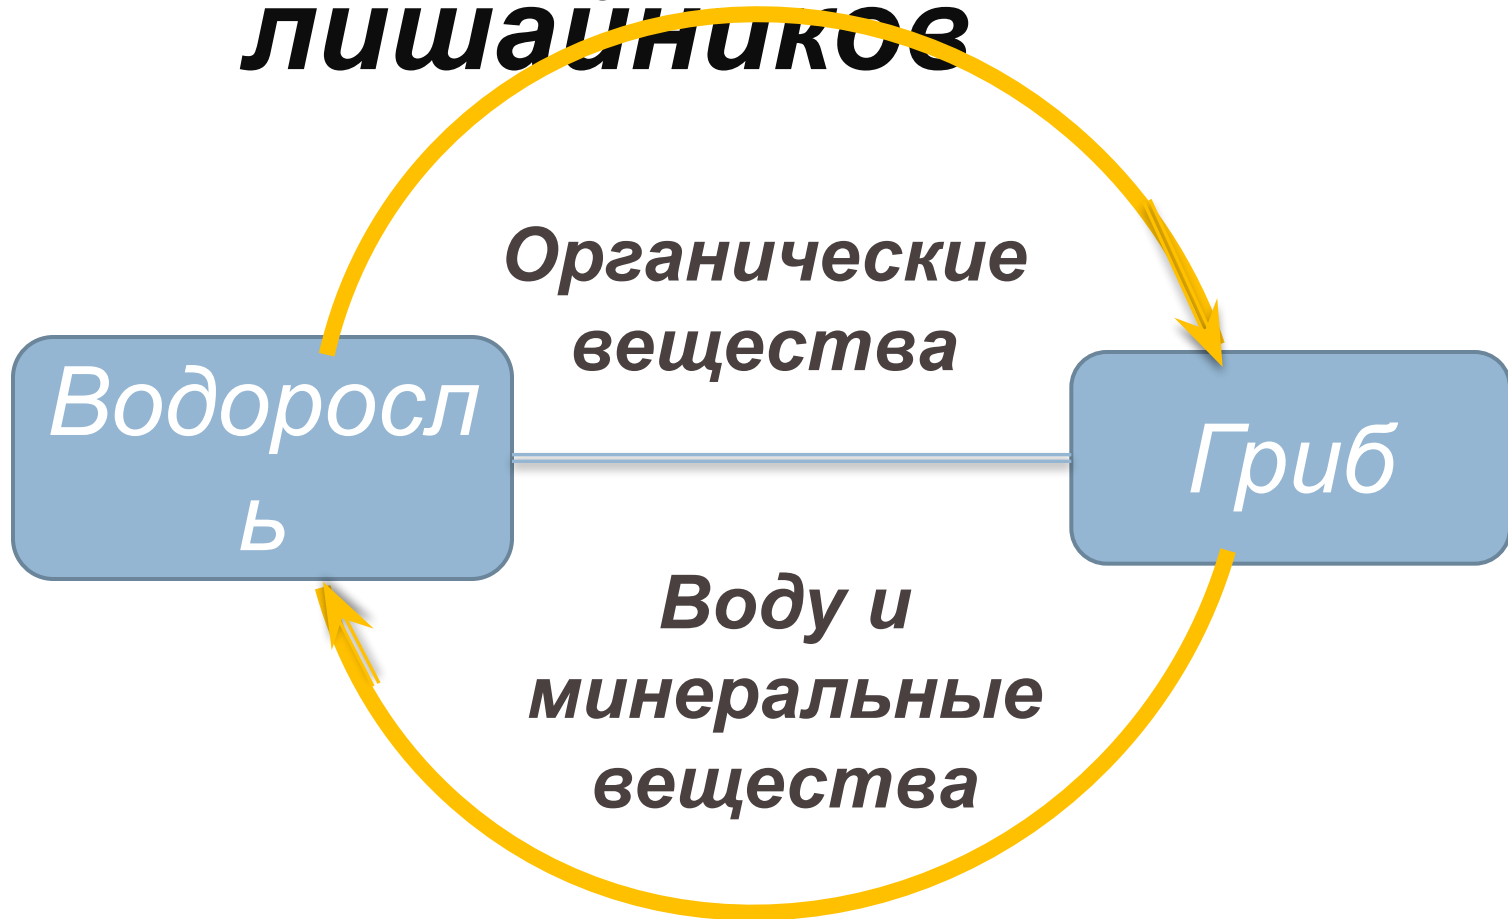 лишайников
Органические
вещества
Водоросл
ь
Гриб
Воду и
минеральные
вещества